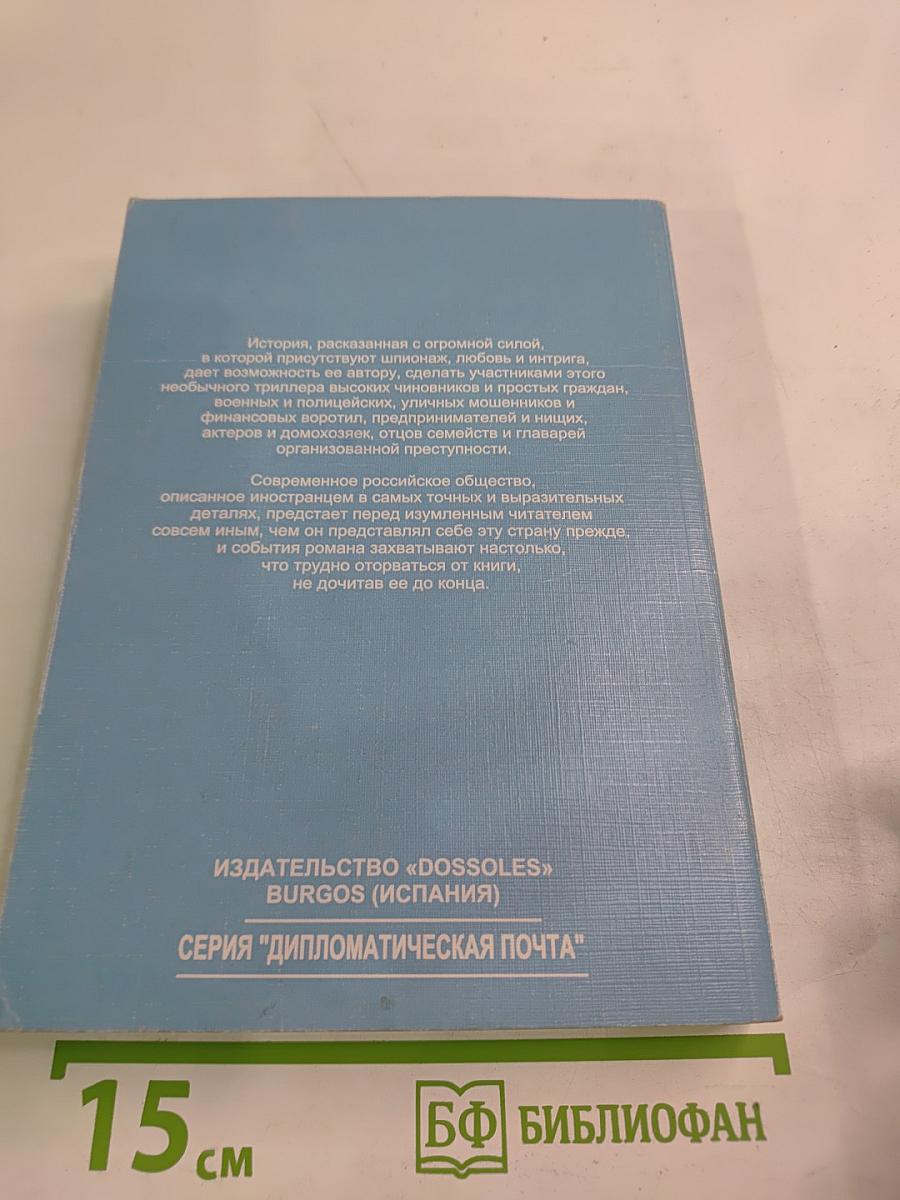 История, рассказанная с огромной силой,
в которой присутствуют шпионаж, любовь и интрига,
дает возможность ее автору, сделать участниками этого
необычного триллера высоких чиновников и простых граждан,
военных и полицейских, уличных мошенников и
финансовых воротил, предпринимателей и нищих,
актеров и домохозяек, отцов семейств и главарей
организованной преступности.
Современное российское общество,
описанное иностранцем в самых точных и выразительных
деталях, предстает перед изумленным читателем
совсем иным, чем он представлял себе эту страну прежде,
и события романа захватывают настолько,
что трудно оторваться от книги,
не дочитав ее до конца.
ИЗДАТЕЛЬСТВО «DOSSOLES»
BURGOS (ИСПАНИЯ)
СЕРИЯ "ДИПЛОМАТИЧЕСКАЯ ПОЧТА"
15 см
БФ БИБЛИОФАН